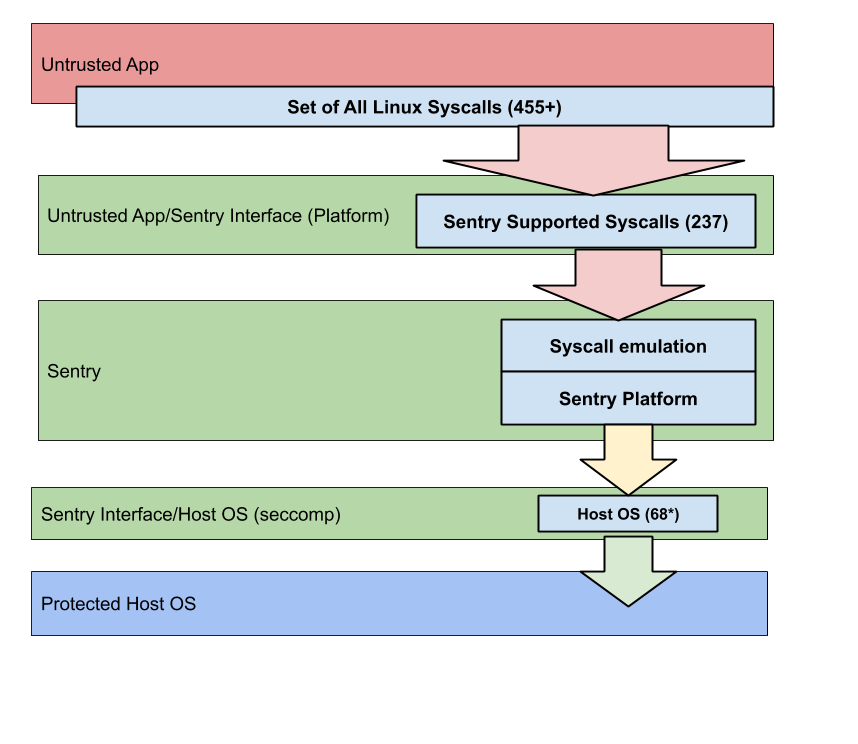 Untrusted App
Set of All Linux Syscalls (455+)
Untrusted App/Sentry Interface (Platform)
Sentry Supported Syscalls (237)
Sentry
Syscall emulation
Sentry Platform
Sentry Interface/Host OS (seccomp)
Host OS (68*)
Protected Host OS